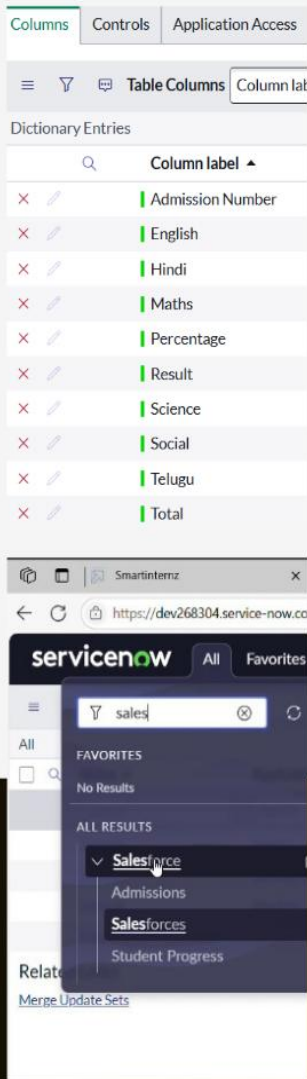 Columns Controls Application Access
Table Columns Column lab
Dictionary Entries
Column label
Admission Number
English
Hindi
Maths
Percentage
Result
Science
Social
Telugu
Total
Smartinternz
https://dev268304.service-now.co
servicenow All Favorites
sales
All
FAVORITES
No Results
ALL RESULTS
Salesforce
Admissions
Salesforces
Student Progress
Relate
Merge Update Sets